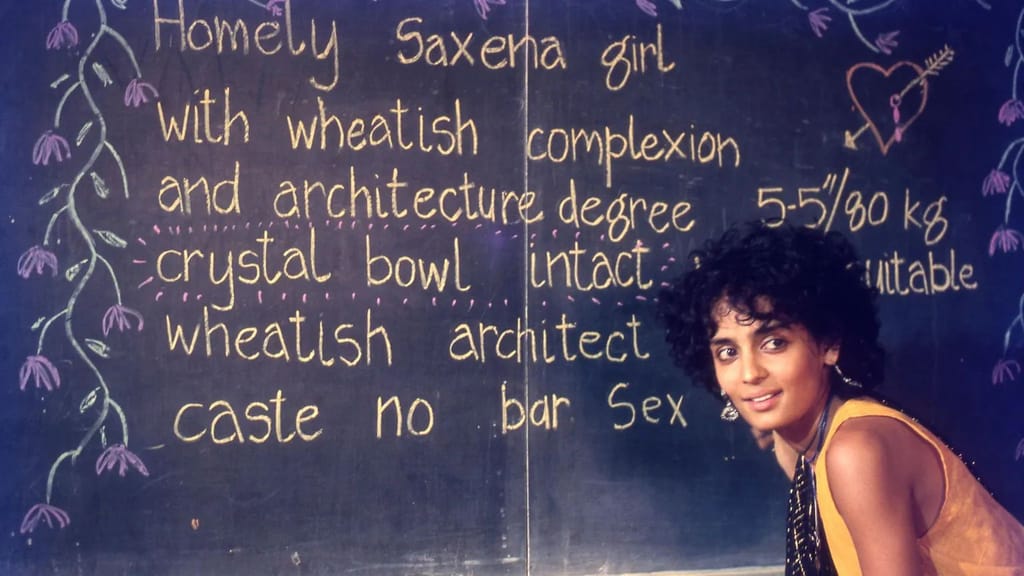 Homely Saxena girl
with wheatish complexion
and architecture degree 5-5"/80 kg
crystal bowl intact uitable
wheatish architect
caste no bar Sex